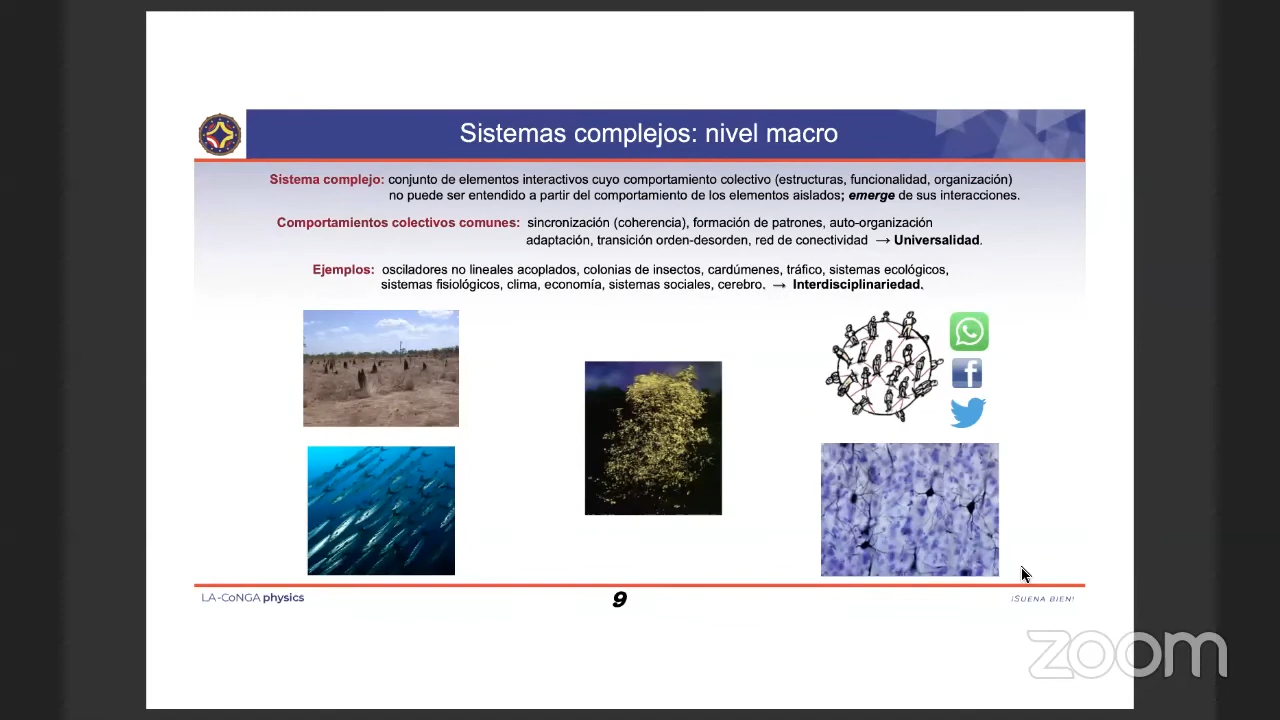 Sistemas complejos: nivel macro
Sistema complejo: conjunto de elementos interactivos cuyo comportamiento colectivo (estructuras, funcionalidad, organización)
no puede ser entendido a partir del comportamiento de los elementos aislados; emerge de sus interacciones.
Comportamientos colectivos comunes: sincronización (coherencia), formación de patrones, auto-organización
adaptación, transición orden-desorden, red de conectividad → Universalidad.
Ejemplos: osciladores no lineales acoplados, colonias de insectos, cardúmenes, tráfico, sistemas ecológicos,
sistemas fisiológicos, clima, economía, sistemas sociales, cerebro. → Interdisciplinariedad.
f
LA-CoNGA physics
9
¡SUENA BIEN!
zoom